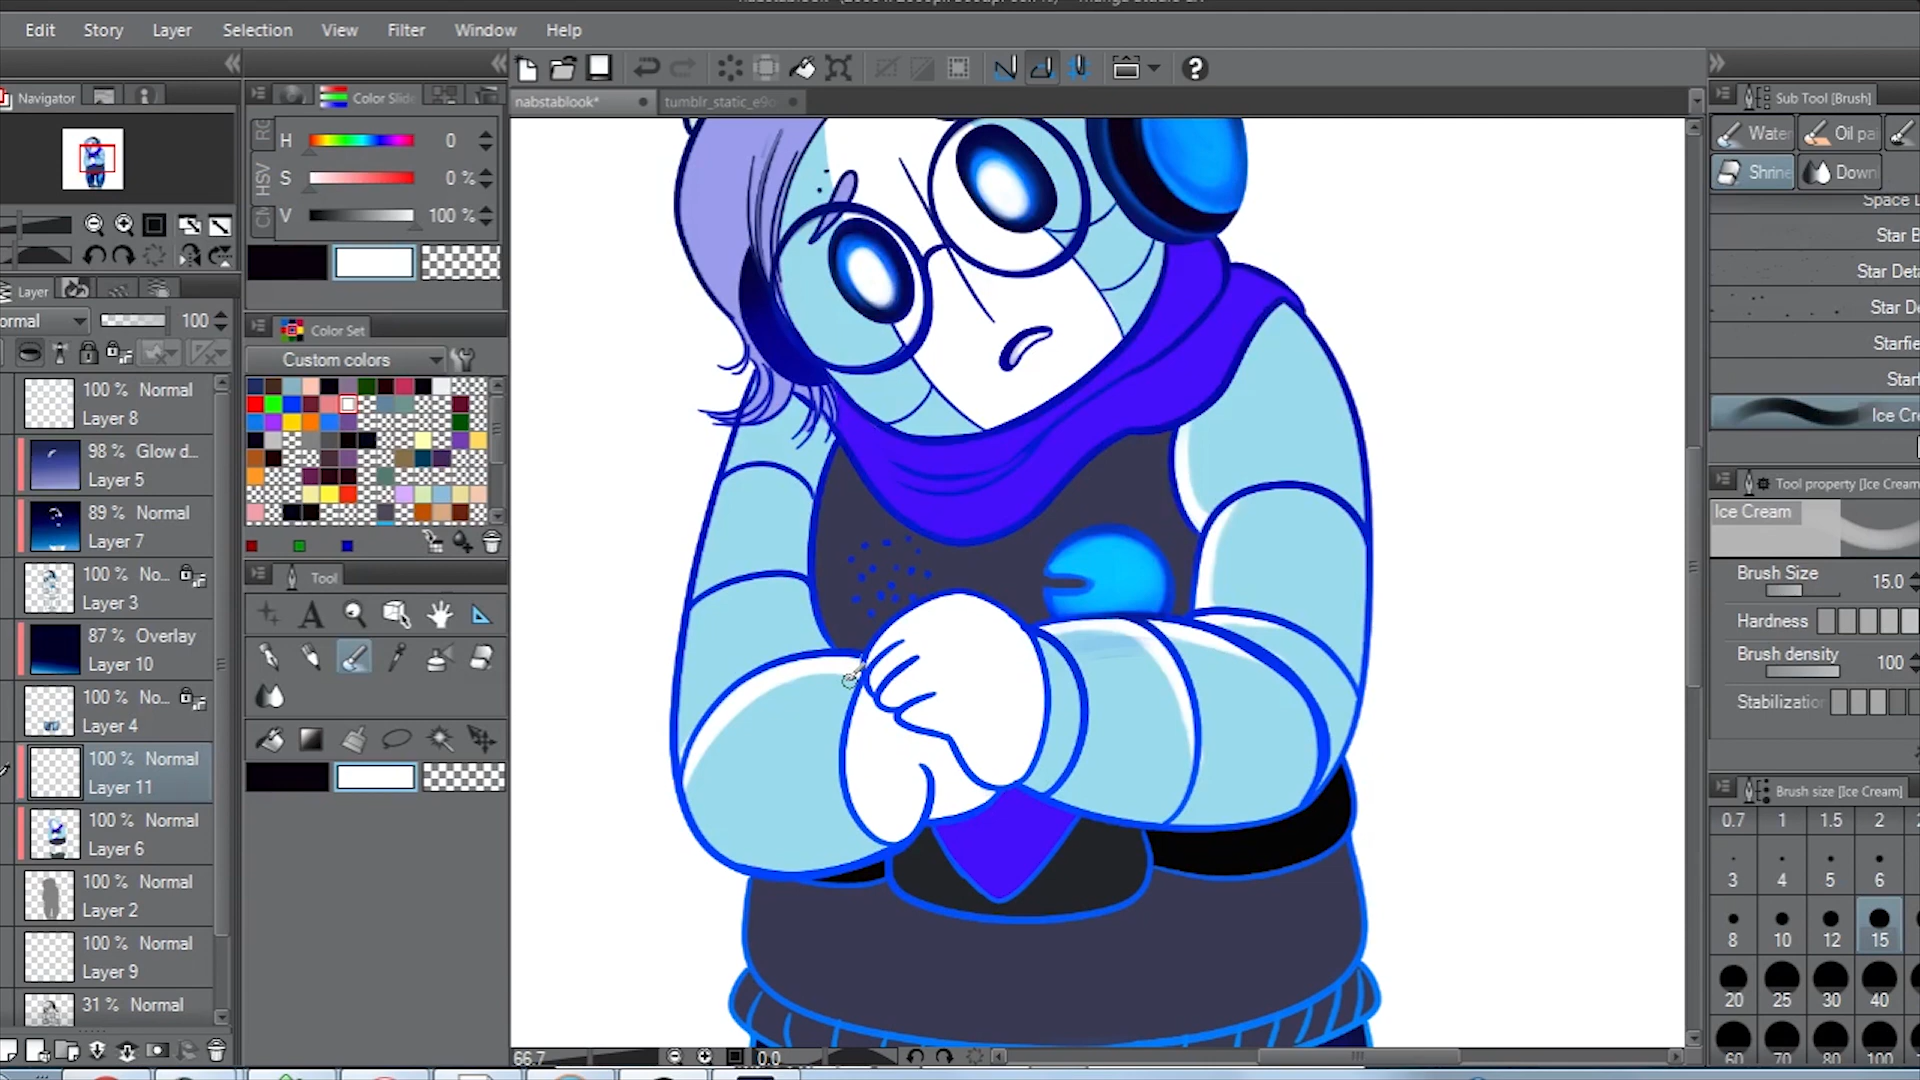 Edit Story Layer Selection View Filter Window Help
Navigator
Color Slid
nabstablook*
tumblr_static_e9
Sub Tool [Brush]
H 0
S 0 %
V 100 %
HSV
Water
Oil pa
Shrine
Down
Space L
Star B
Star Det
Star De
Starfie
Star
Ice Cre
Layer
ormal 100
Color Set
Custom colors
100 % Normal
Layer 8
98 % Glow d...
Layer 5
89 % Normal
Layer 7
100 % No...
Layer 3
87 % Overlay
Layer 10
100 % No...
Layer 4
100 % Normal
Layer 11
100 % Normal
Layer 6
100 % Normal
Layer 2
100 % Normal
Layer 9
31 % Normal
Tool
A
Tool property [Ice Cream
Ice Cream
Brush Size 15.0
Hardness
Brush density 100
Stabilization
Brush size [Ice Cream]
0.7 1 1.5 2
3 4 5 6
8 10 12 15
20 25 30 40
60 70 80 100
66.7 0.0